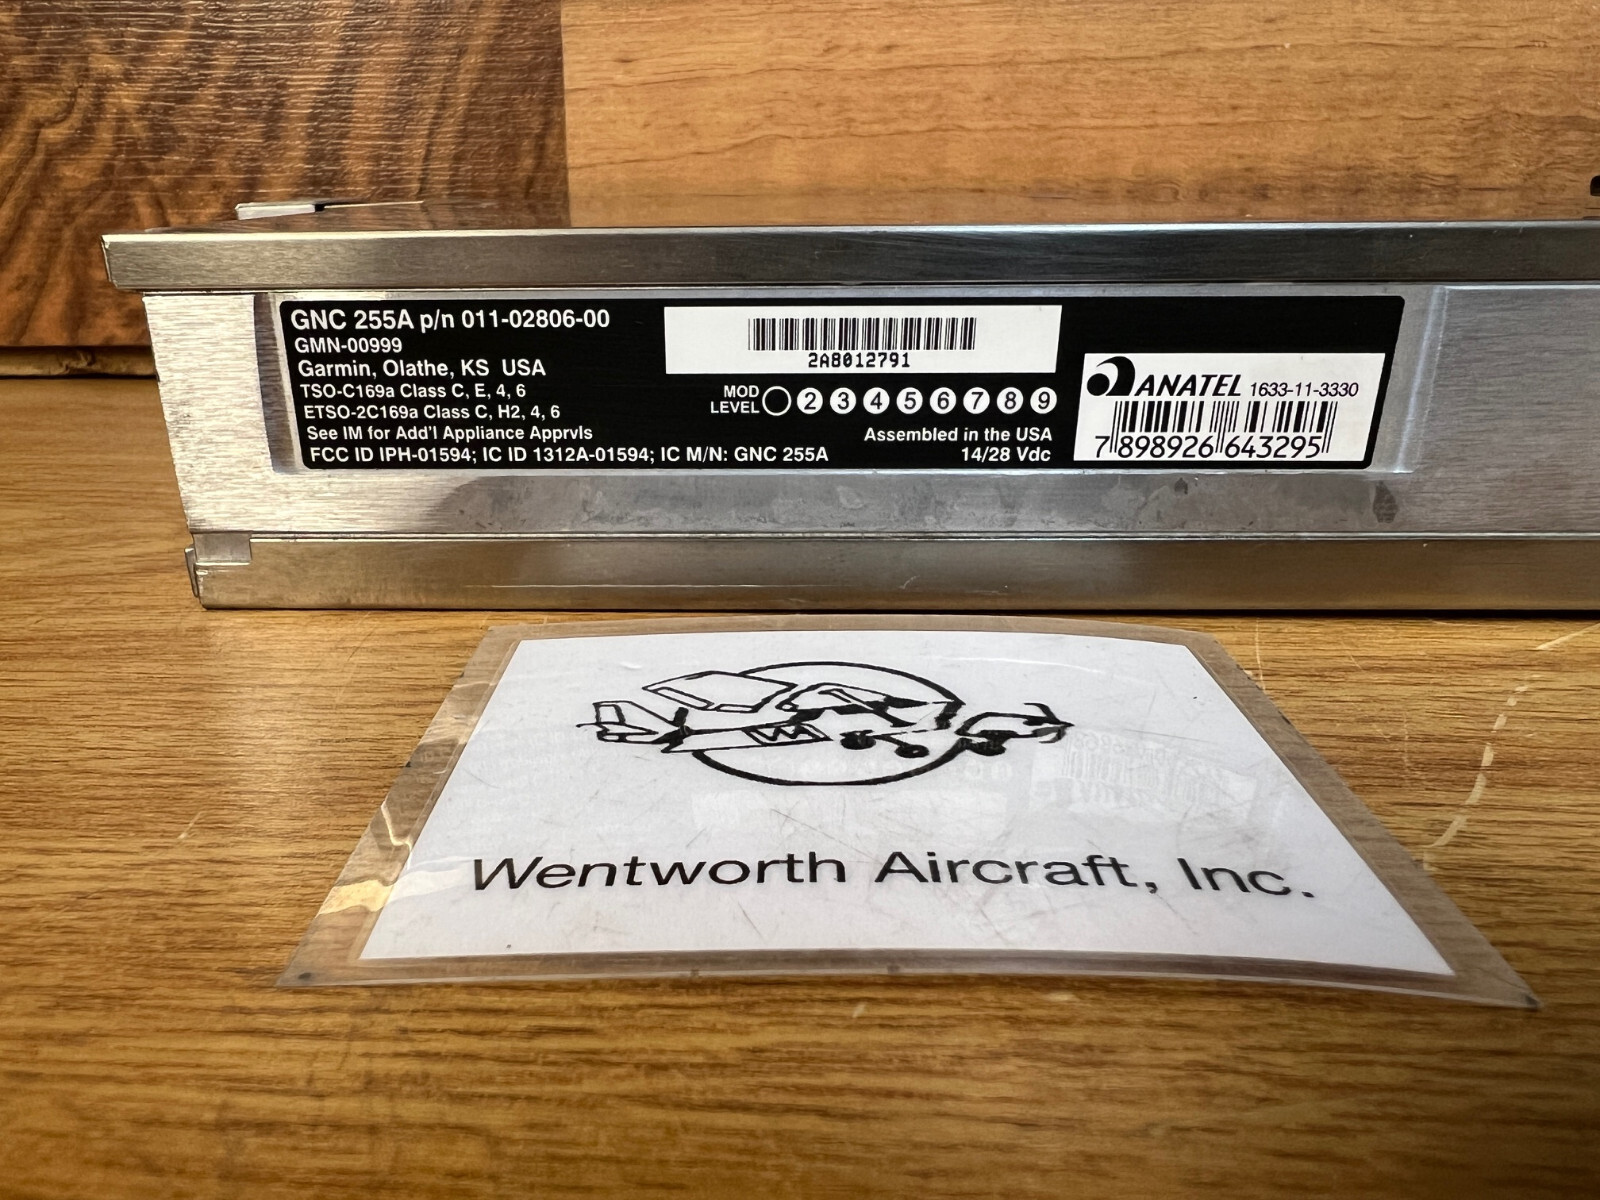 GNC 255A p/n 011-02806-00
GMN-00999
Garmin, Olathe, KS USA
TSO-C169a Class C, E, 4, 6
ETSO-2C169a Class C, H2, 4, 6
See IM for Add'l Appliance Apprvls
FCC ID IPH-01594; IC ID 1312A-01594; IC M/N: GNC 255A
2A8012791
MOD LEVEL 2 3 4 5 6 7 8 9
Assembled in the USA
14/28 Vdc
ANATEL 1633-11-3330
7 898926 643295
W
Wentworth Aircraft, Inc.